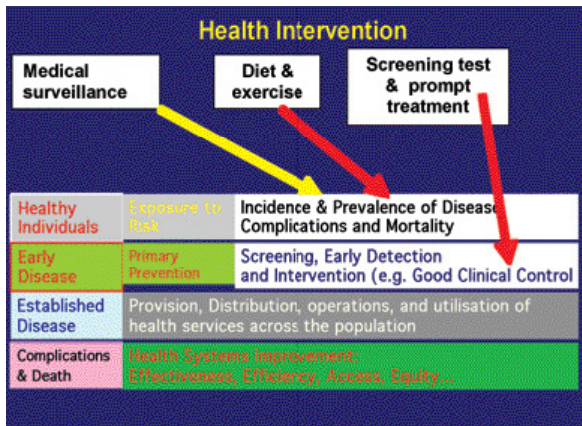 Health Intervention
Medical
surveillance
Diet &
exercise
Screening test
& prompt
treatment
Healthy
Individuals
Exposure to
Risk
Incidence & Prevalence of Disease
Complications and Mortality
Early
Disease
Primary
Prevention
Screening, Early Detection
and Intervention (e.g. Good Clinical Control
Established
Disease
Provision, Distribution, operations, and utilisation of
health services across the population
Complications
& Death
Health Systems Improvement:
Effectiveness, Efficiency, Access, Equity...